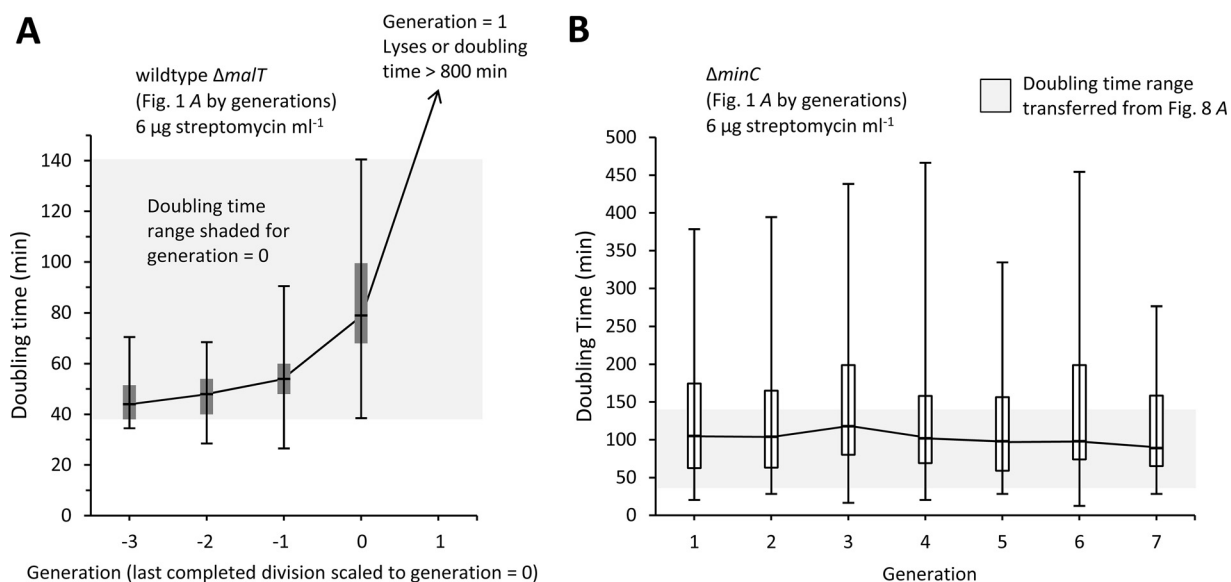 A
wildtype ΔmalT
(Fig. 1 A by generations)
6 µg streptomycin ml-1
Generation = 1
Lyses or doubling
time > 800 min
Doubling time
range shaded for
generation = 0
Doubling time (min)
140
120
100
80
60
40
20
0
-3 -2 -1 0 1
Generation (last completed division scaled to generation = 0)
B
ΔminC
(Fig. 1 A by generations)
6 µg streptomycin ml-1
Doubling time range
transferred from Fig. 8 A
Doubling Time (min)
500
450
400
350
300
250
200
150
100
50
0
1 2 3 4 5 6 7
Generation